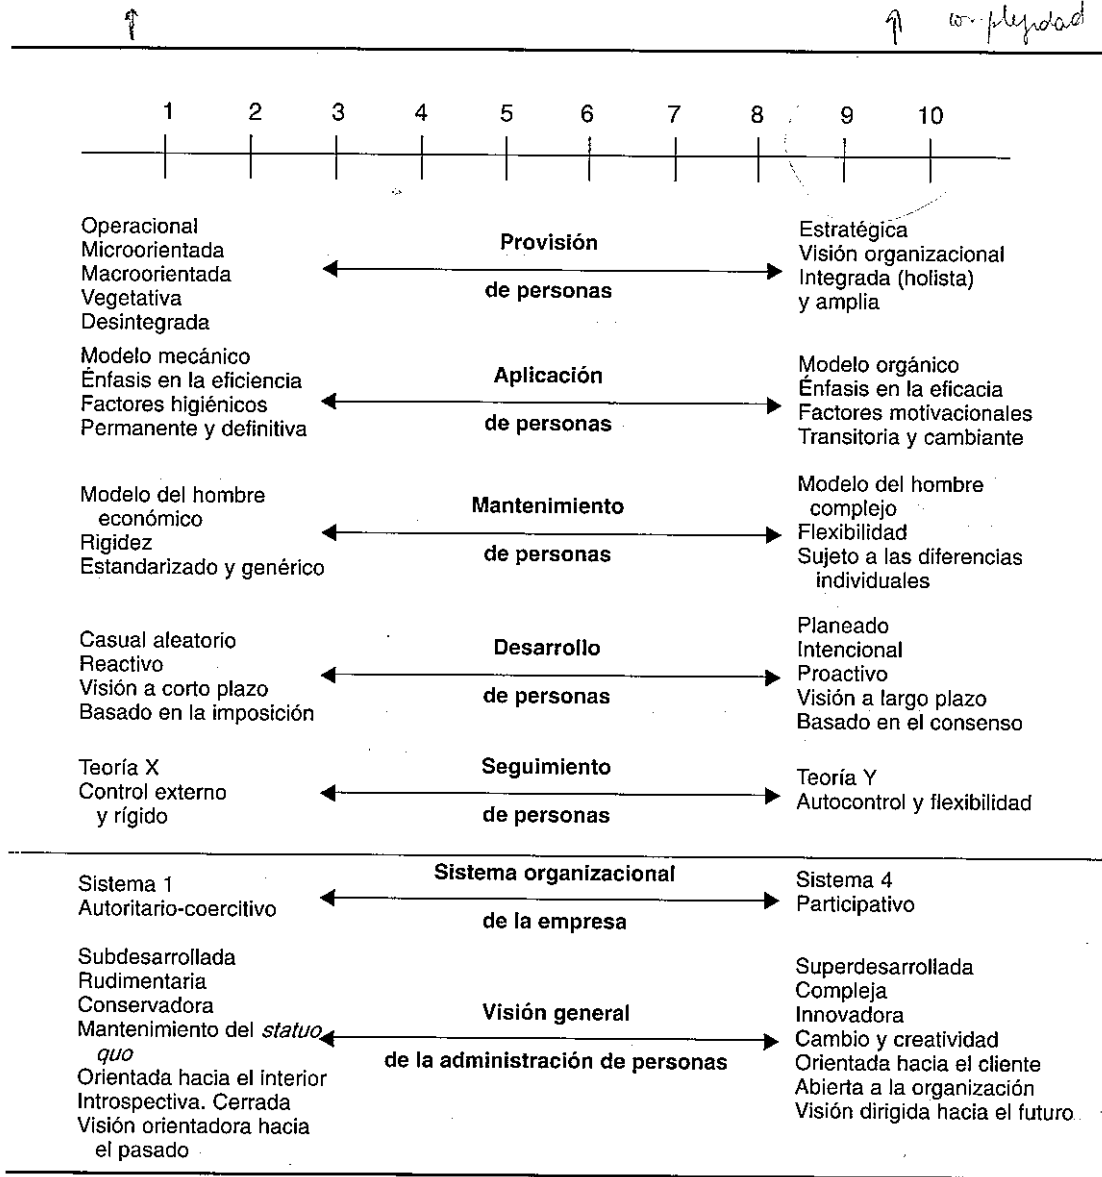 complejidad
1 2 3 4 5 6 7 8 9 10
Operacional
Microorientada
Macroorientada
Vegetativa
Desintegrada
Provisión
de personas
Estratégica
Visión organizacional
Integrada (holista)
y amplia
Modelo mecánico
Énfasis en la eficiencia
Factores higiénicos
Permanente y definitiva
Aplicación
de personas
Modelo orgánico
Énfasis en la eficacia
Factores motivacionales
Transitoria y cambiante
Modelo del hombre
económico
Rigidez
Estandarizado y genérico
Mantenimiento
de personas
Modelo del hombre
complejo
Flexibilidad
Sujeto a las diferencias
individuales
Casual aleatorio
Reactivo
Visión a corto plazo
Basado en la imposición
Desarrollo
de personas
Planeado
Intencional
Proactivo
Visión a largo plazo
Basado en el consenso
Teoría X
Control externo
y rígido
Seguimiento
de personas
Teoría Y
Autocontrol y flexibilidad
Sistema 1
Autoritario-coercitivo
Sistema organizacional
de la empresa
Sistema 4
Participativo
Subdesarrollada
Rudimentaria
Conservadora
Mantenimiento del statuo
quo
Orientada hacia el interior
Introspectiva. Cerrada
Visión orientadora hacia
el pasado
Visión general
de la administración de personas
Superdesarrollada
Compleja
Innovadora
Cambio y creatividad
Orientada hacia el cliente
Abierta a la organización
Visión dirigida hacia el futuro